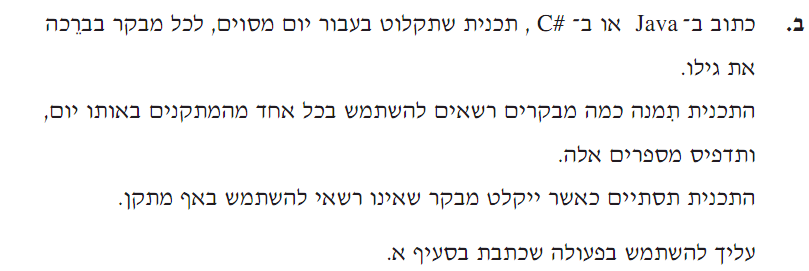 ב. כתוב ב־ Java או ב־ C# , תכנית שתקלוט בעבור יום מסוים, לכל מבקר בברֵכה
את גילו.
התכנית תִמנה כמה מבקרים רשאים להשתמש בכל אחד מהמתקנים באותו יום,
ותדפיס מספרים אלה.
התכנית תסתיים כאשר ייקלט מבקר שאינו רשאי להשתמש באף מתקן.
עליך להשתמש בפעולה שכתבת בסעיף א.